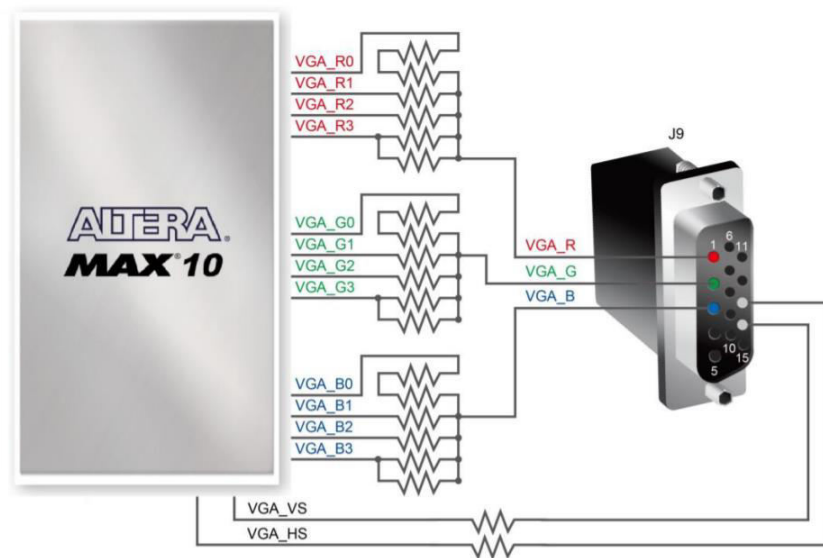 ALTERA®
MAX® 10
VGA_R0
VGA_R1
VGA_R2
VGA_R3
VGA_G0
VGA_G1
VGA_G2
VGA_G3
VGA_B0
VGA_B1
VGA_B2
VGA_B3
VGA_VS
VGA_HS
VGA_R
VGA_G
VGA_B
J9
6
1 11
10
5 15